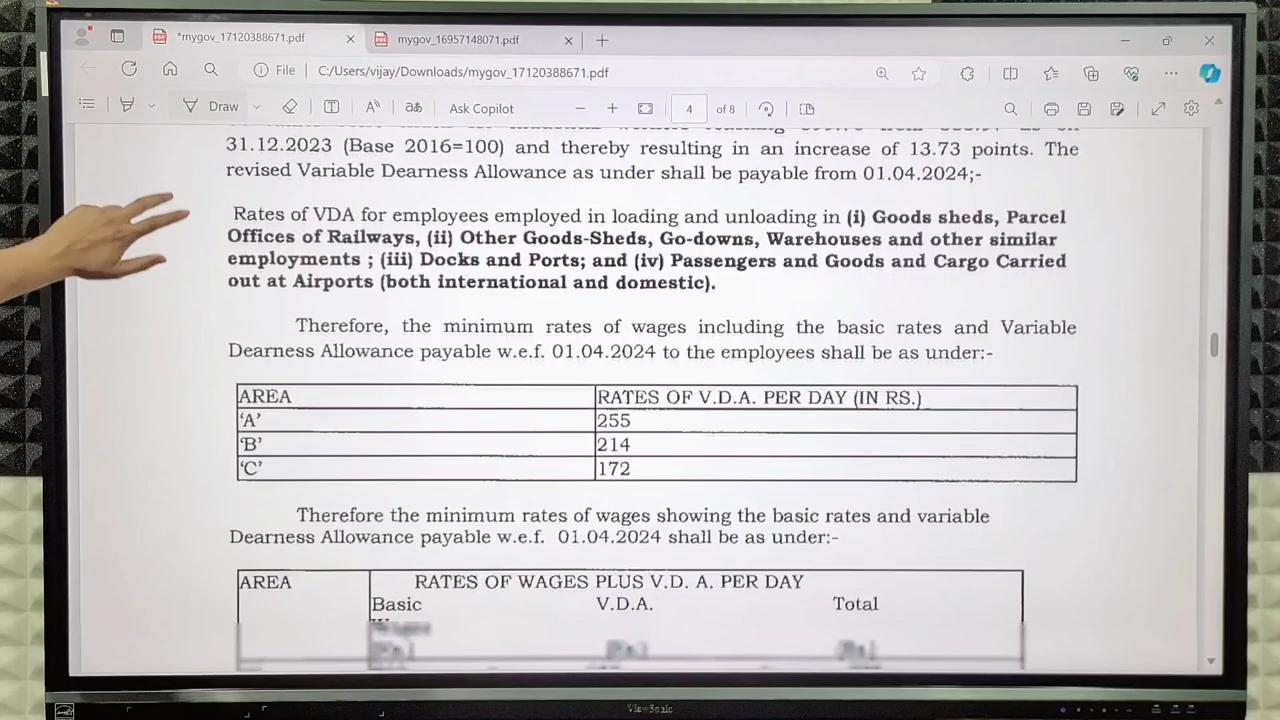 *mygov_17120388671.pdf
mygov_16957148071.pdf
File C:/Users/vijay/Downloads/mygov_17120388671.pdf
Draw aあ Ask Copilot 4 of 8
31.12.2023 (Base 2016=100) and thereby resulting in an increase of 13.73 points. The
revised Variable Dearness Allowance as under shall be payable from 01.04.2024;-
Rates of VDA for employees employed in loading and unloading in (i) Goods sheds, Parcel
Offices of Railways, (ii) Other Goods-Sheds, Go-downs, Warehouses and other similar
employments ; (iii) Docks and Ports; and (iv) Passengers and Goods and Cargo Carried
out at Airports (both international and domestic).
Therefore, the minimum rates of wages including the basic rates and Variable
Dearness Allowance payable w.e.f. 01.04.2024 to the employees shall be as under:-
AREA RATES OF V.D.A. PER DAY (IN RS.)
'A' 255
'B' 214
'C' 172
Therefore the minimum rates of wages showing the basic rates and variable
Dearness Allowance payable w.e.f. 01.04.2024 shall be as under:-
AREA RATES OF WAGES PLUS V.D. A. PER DAY
Basic V.D.A. Total
ViewSonic